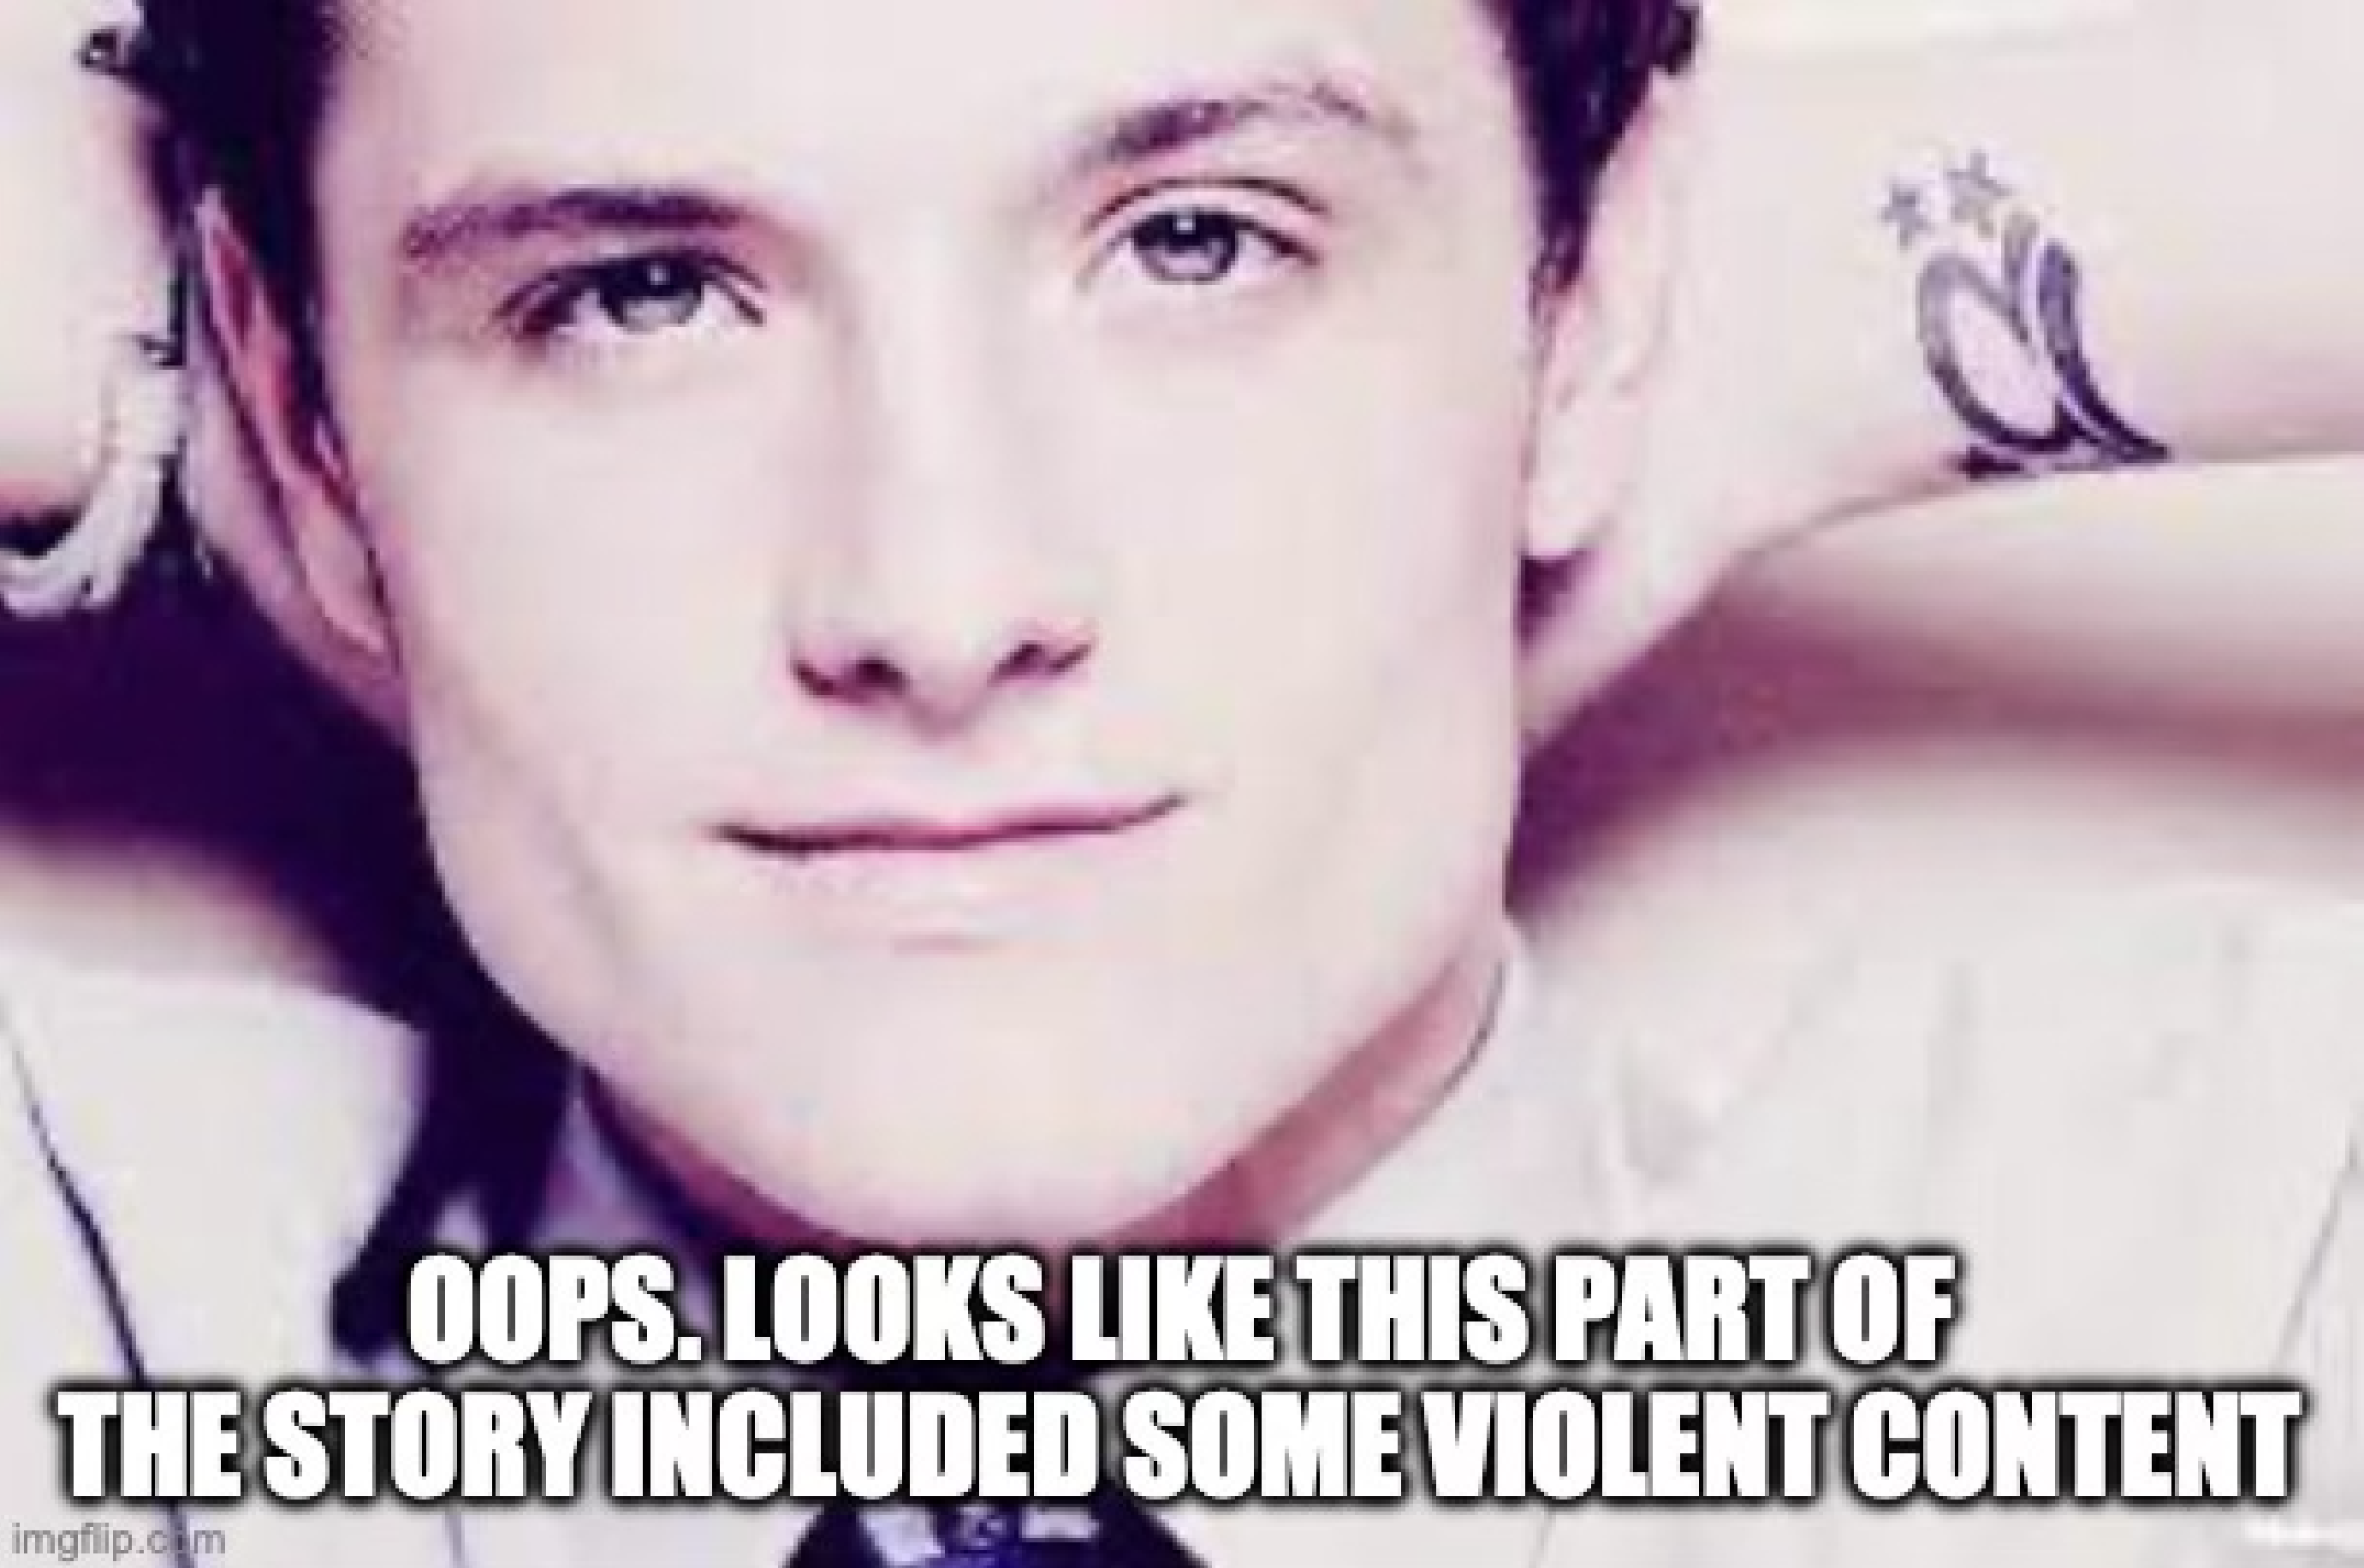 OOPS. LOOKS LIKE THIS PART OF
THE STORY INCLUDED SOME VIOLENT CONTENT
imgflip.com